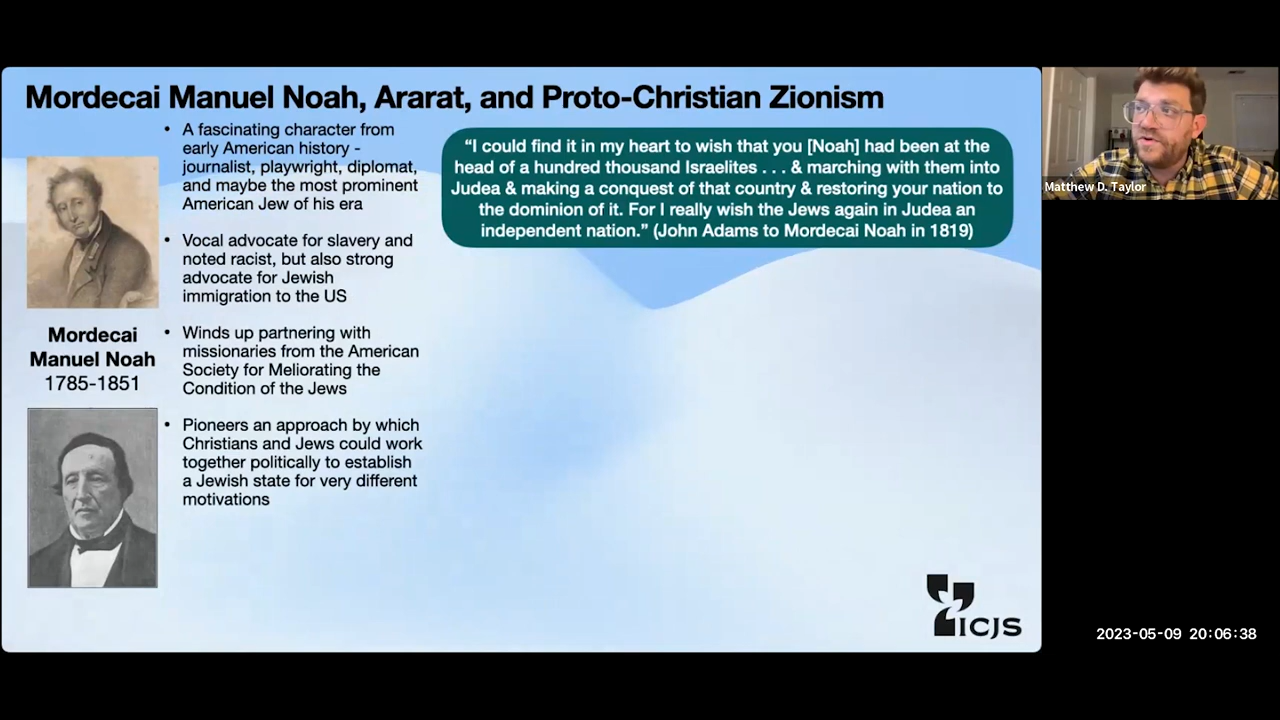 Mordecai Manuel Noah, Ararat, and Proto-Christian Zionism
• A fascinating character from
early American history -
journalist, playwright, diplomat,
and maybe the most prominent
American Jew of his era
• Vocal advocate for slavery and
noted racist, but also strong
advocate for Jewish
immigration to the US
• Winds up partnering with
missionaries from the American
Society for Meliorating the
Condition of the Jews
• Pioneers an approach by which
Christians and Jews could work
together politically to establish
a Jewish state for very different
motivations
Mordecai
Manuel Noah
1785-1851
“I could find it in my heart to wish that you [Noah] had been at the
head of a hundred thousand Israelites . . . & marching with them into
Judea & making a conquest of that country & restoring your nation to
the dominion of it. For I really wish the Jews again in Judea an
independent nation.” (John Adams to Mordecai Noah in 1819)
Matthew D. Taylor
ICJS
2023-05-09 20:06:38